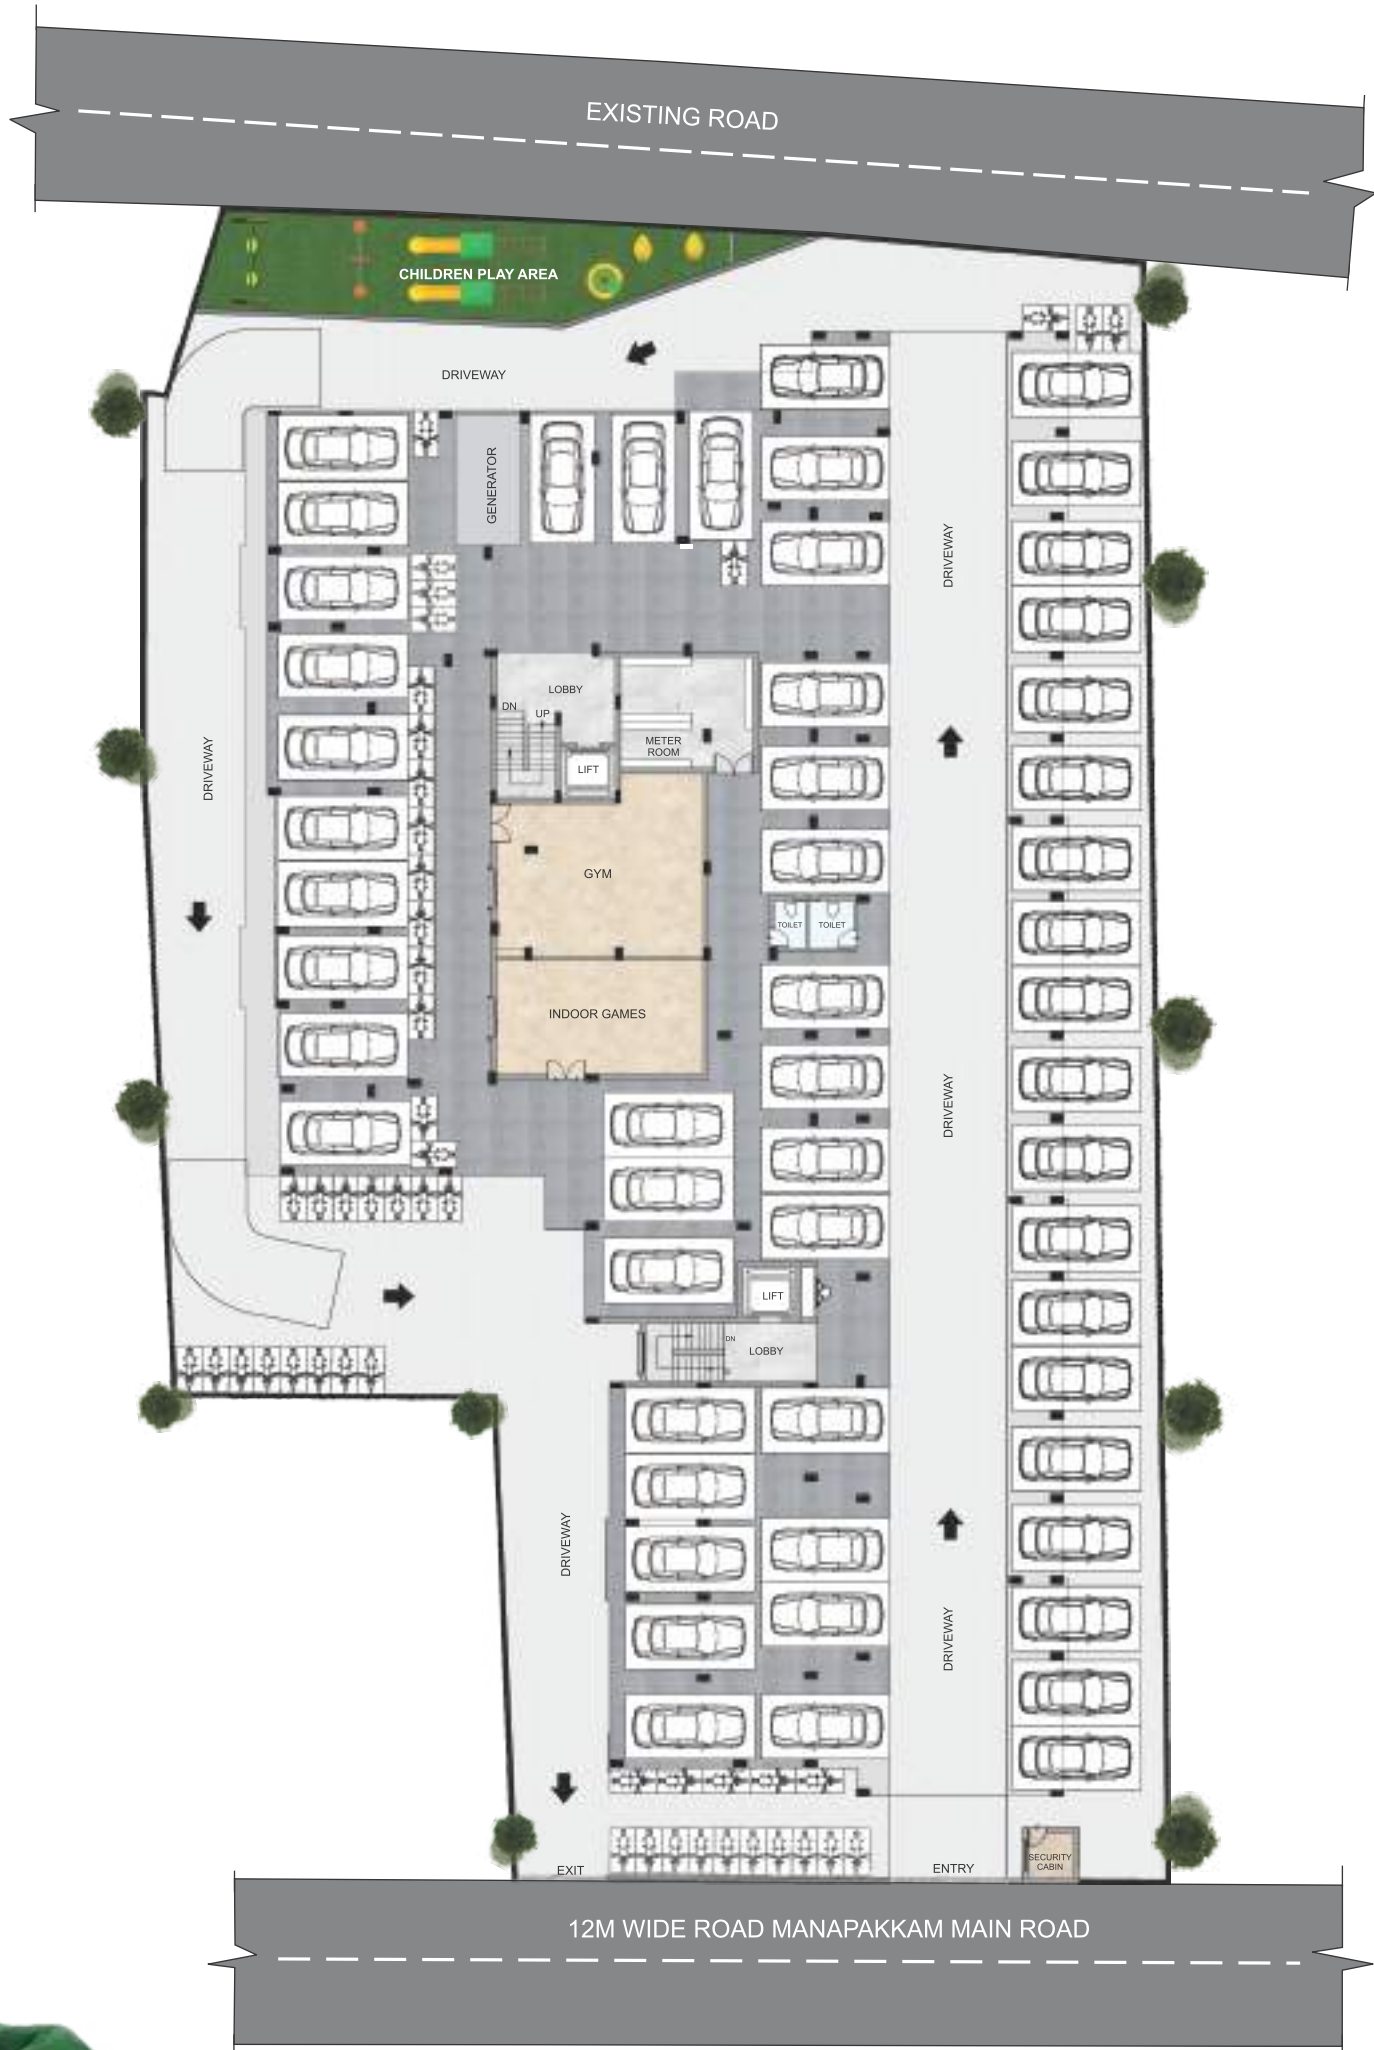 EXISTING ROAD
CHILDREN PLAY AREA
DRIVEWAY
GENERATOR
DRIVEWAY
LOBBY
DN
UP
METER
ROOM
LIFT
DRIVEWAY
GYM
TOILET
TOILET
INDOOR GAMES
DRIVEWAY
LIFT
DN
LOBBY
DRIVEWAY
DRIVEWAY
SECURITY
CABIN
EXIT
ENTRY
12M WIDE ROAD MANAPAKKAM MAIN ROAD